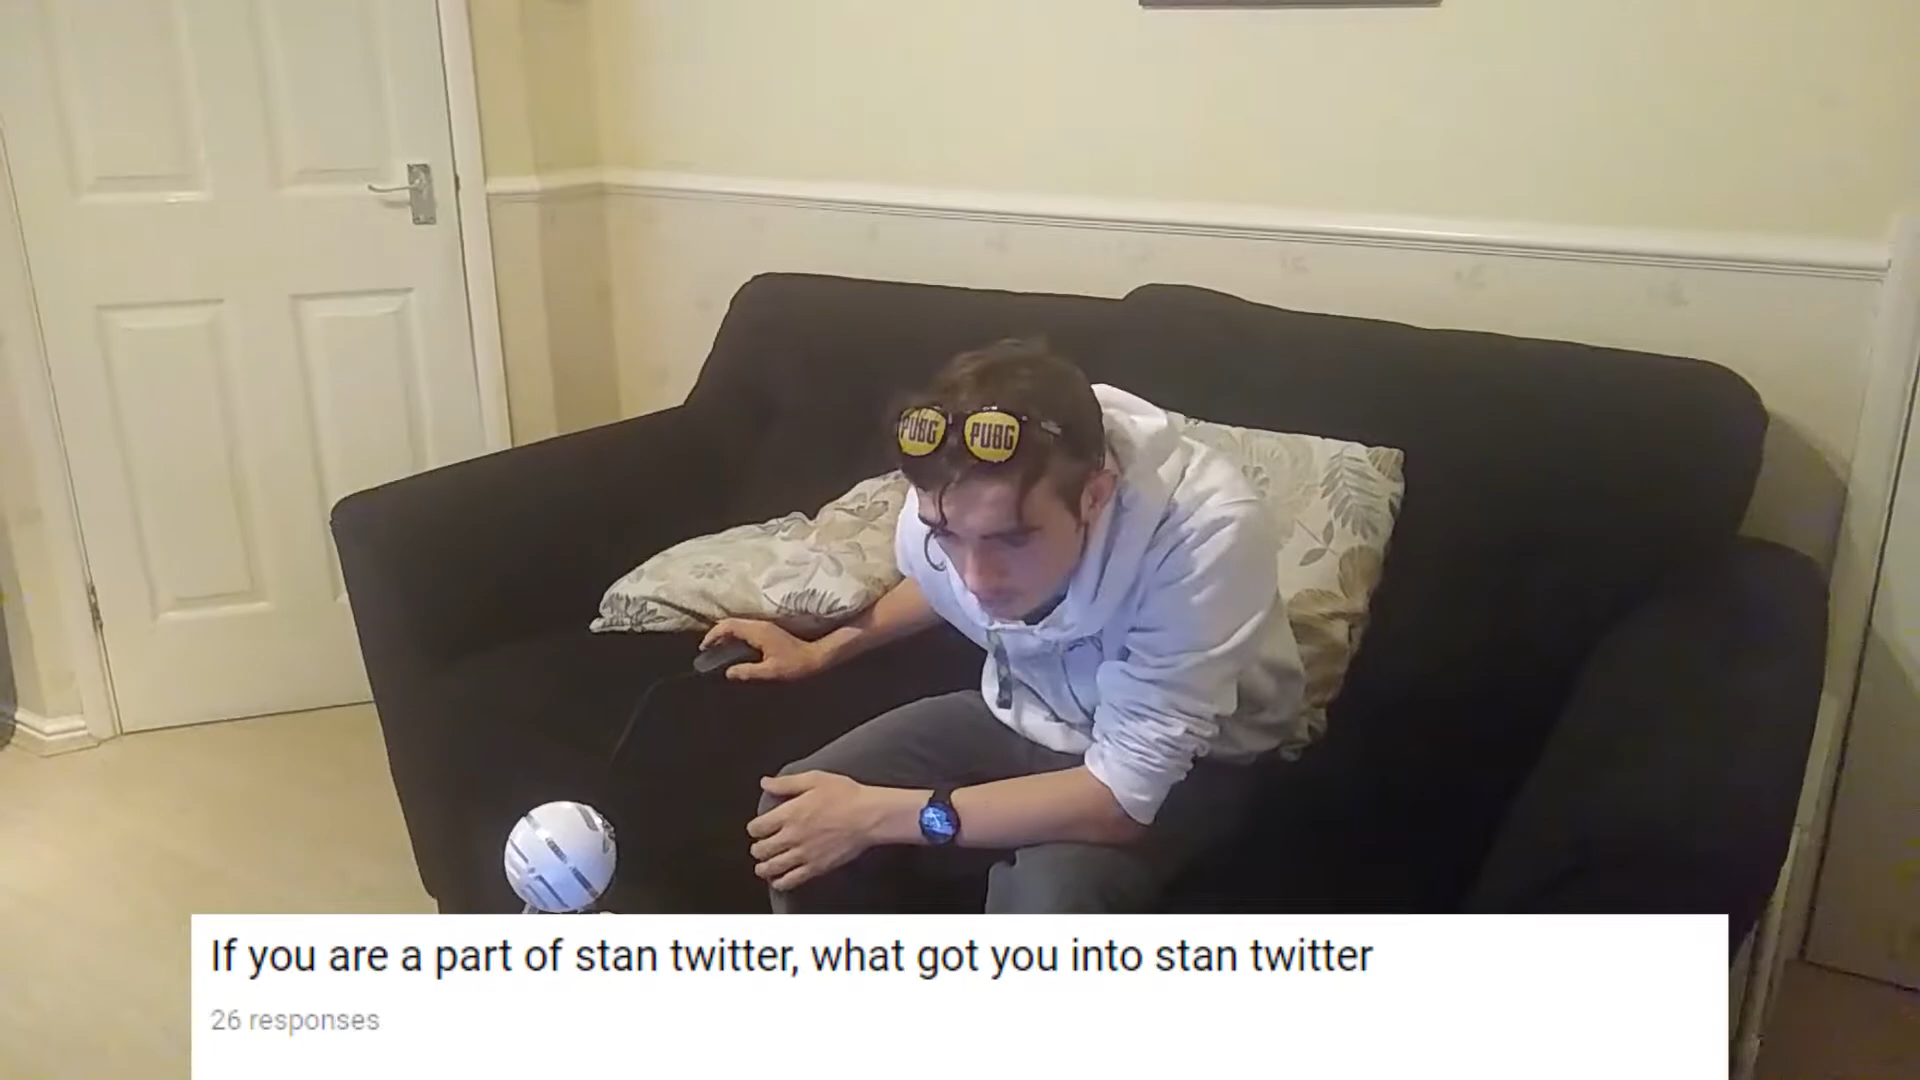 PUBG PUBG
If you are a part of stan twitter, what got you into stan twitter
26 responses